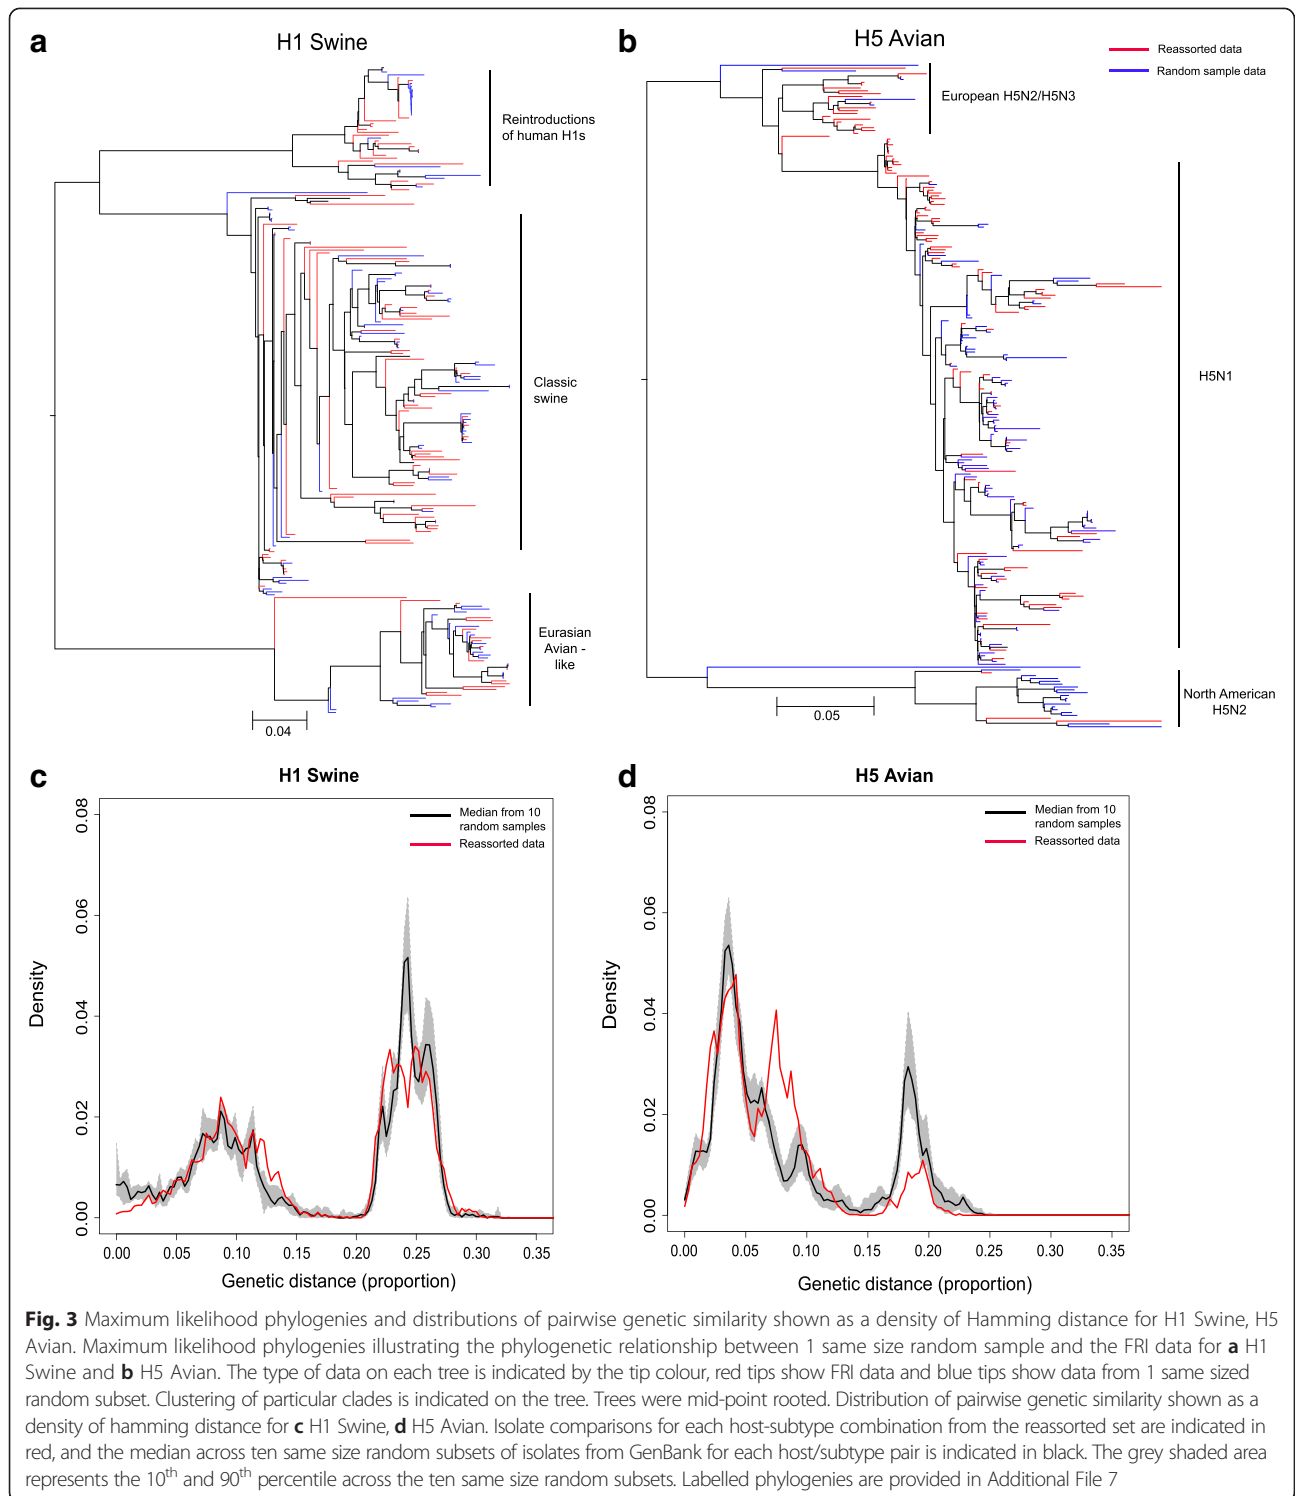 a
H1 Swine
b
H5 Avian
Reassorted data
Random sample data
Reintroductions
of human H1s
European H5N2/H5N3
Classic
swine
H5N1
Eurasian
Avian -
like
North American
H5N2
0.04
0.05
c
H1 Swine
d
H5 Avian
Median from 10
random samples
Reassorted data
Median from 10
random samples
Reassorted data
Density
0.00 0.02 0.04 0.06 0.08
0.00 0.05 0.10 0.15 0.20 0.25 0.30 0.35
Genetic distance (proportion)
Density
0.00 0.02 0.04 0.06 0.08
0.00 0.05 0.10 0.15 0.20 0.25 0.30 0.35
Genetic distance (proportion)
Fig. 3 Maximum likelihood phylogenies and distributions of pairwise genetic similarity shown as a density of Hamming distance for H1 Swine, H5
Avian. Maximum likelihood phylogenies illustrating the phylogenetic relationship between 1 same size random sample and the FRI data for a H1
Swine and b H5 Avian. The type of data on each tree is indicated by the tip colour, red tips show FRI data and blue tips show data from 1 same sized
random subset. Clustering of particular clades is indicated on the tree. Trees were mid-point rooted. Distribution of pairwise genetic similarity shown as a
density of hamming distance for c H1 Swine, d H5 Avian. Isolate comparisons for each host-subtype combination from the reassorted set are indicated in
red, and the median across ten same size random subsets of isolates from GenBank for each host/subtype pair is indicated in black. The grey shaded area
represents the 10th and 90th percentile across the ten same size random subsets. Labelled phylogenies are provided in Additional File 7